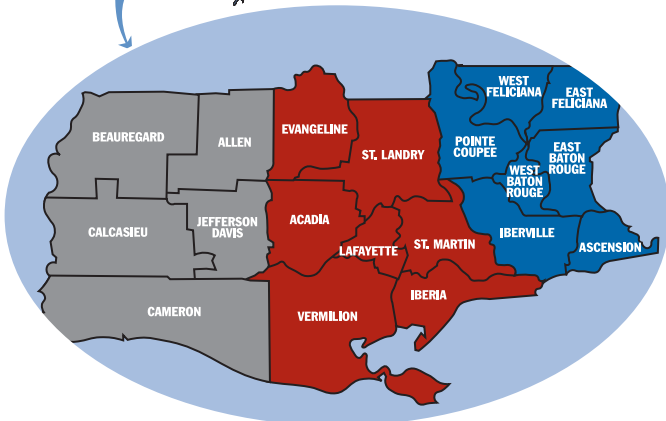 WEST
FELICIANA
EAST
FELICIANA
BEAUREGARD
ALLEN
EVANGELINE
ST. LANDRY
POINTE
COUPEE
EAST
BATON
ROUGE
WEST
BATON
ROUGE
CALCASIEU
JEFFERSON
DAVIS
ACADIA
LAFAYETTE
ST. MARTIN
IBERVILLE
ASCENSION
CAMERON
VERMILION
IBERIA